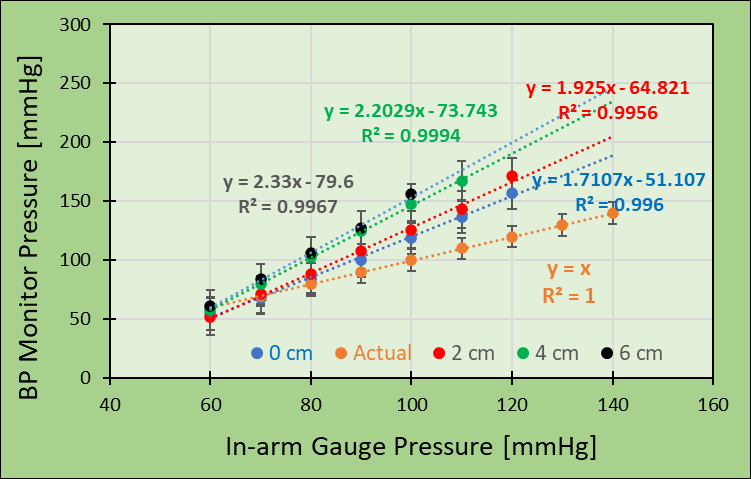 300
250
200
150
100
50
0
BP Monitor Pressure [mmHg]
y = 1.925x - 64.821
R² = 0.9956
y = 2.2029x - 73.743
R² = 0.9994
y = 2.33x - 79.6
R² = 0.9967
y = 1.7107x - 51.107
R² = 0.996
y = x
R² = 1
0 cm Actual 2 cm 4 cm 6 cm
40 60 80 100 120 140 160
In-arm Gauge Pressure [mmHg]